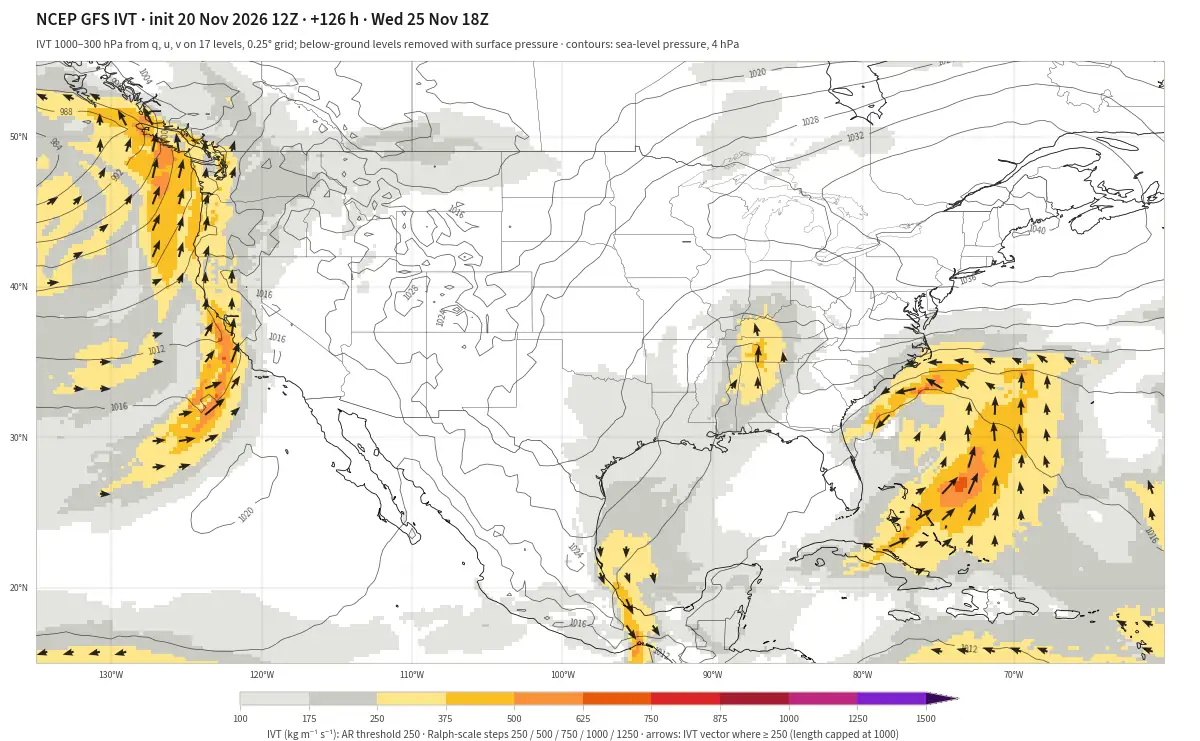 NCEP GFS IVT · init 20 Nov 2026 12Z · +126 h · Wed 25 Nov 18Z
IVT 1000–300 hPa from q, u, v on 17 levels, 0.25° grid; below-ground levels removed with surface pressure · contours: sea-level pressure, 4 hPa
1004
1020
988
1028
50°N
1032
984
992
1016
1040
40°N
1036
1016
1028
1024
1016
1012
1016
30°N
1020
1016
1024
20°N
1016
1012
1012
130°W
120°W
110°W
100°W
90°W
80°W
70°W
100
175
250
375
500
625
750
875
1000
1250
1500
IVT (kg m⁻¹ s⁻¹): AR threshold 250 · Ralph-scale steps 250 / 500 / 750 / 1000 / 1250 · arrows: IVT vector where ≥ 250 (length capped at 1000)